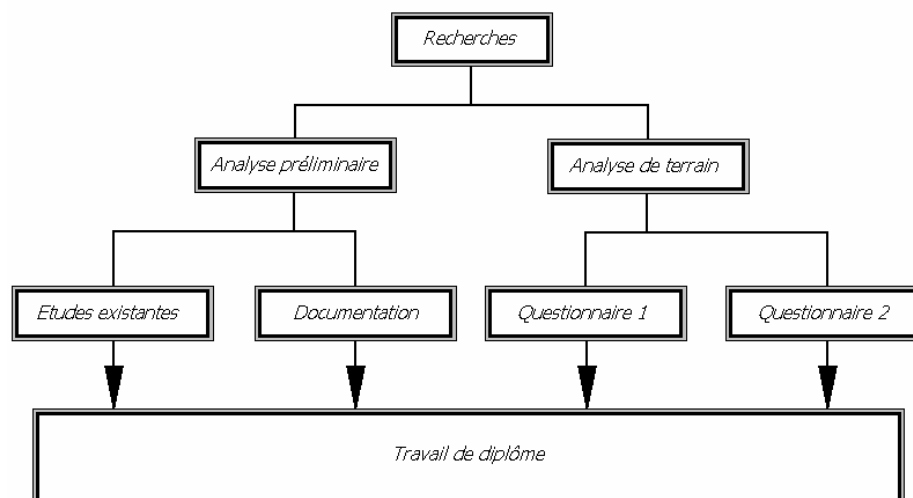 Recherches
Analyse préliminaire
Analyse de terrain
Etudes existantes
Documentation
Questionnaire 1
Questionnaire 2
Travail de diplôme